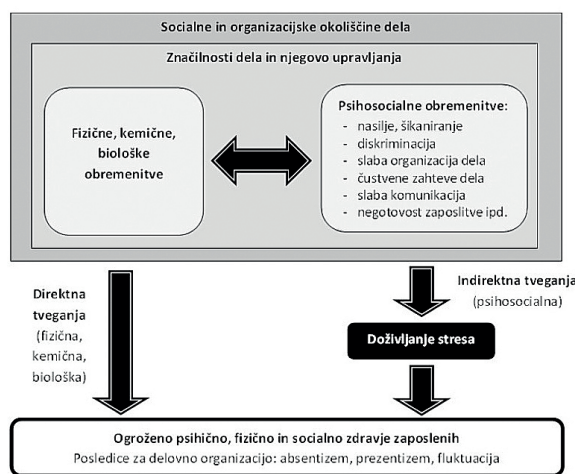 Socialne in organizacijske okoliščine dela
Značilnosti dela in njegovo upravljanja
Fizične, kemične,
biološke
obremenitve
Psihosocialne obremenitve:
- nasilje, šikaniranje
- diskriminacija
- slaba organizacija dela
- čustvene zahteve dela
- slaba komunikacija
- negotovost zaposlitve ipd.
Direktna
tveganja
(fizična,
kemična,
biološka)
Indirektna tveganja
(psihosocialna)
Doživljanje stresa
Ogroženo psihično, fizično in socialno zdravje zaposlenih
Posledice za delovno organizacijo: absentizem, prezentizem, fluktuacija